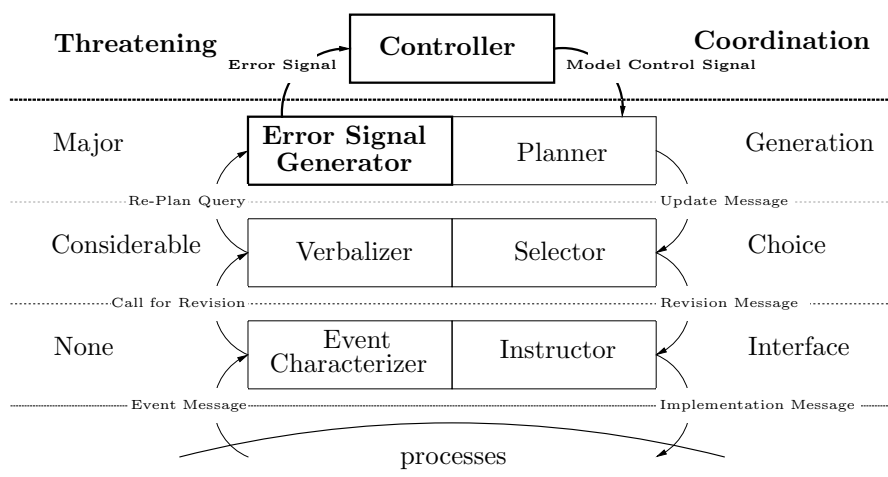 Threatening
Controller
Coordination
Error Signal
Model Control Signal
Major
Error Signal
Generator
Planner
Generation
Re-Plan Query
Update Message
Considerable
Verbalizer
Selector
Choice
Call for Revision
Revision Message
None
Event
Characterizer
Instructor
Interface
Event Message
Implementation Message
processes